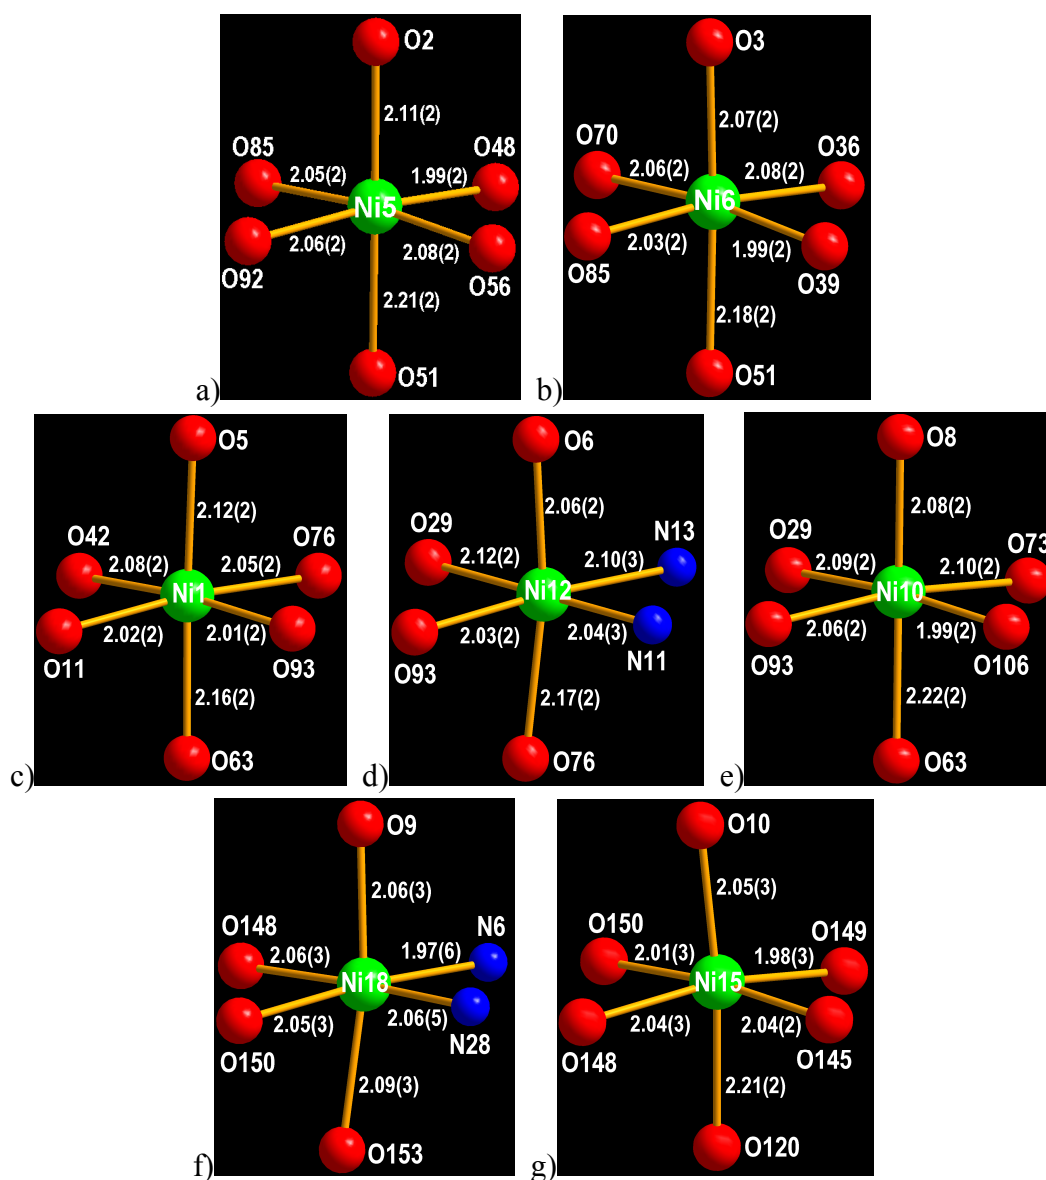 O2
2.11(2)
O85
O48
2.05(2)
1.99(2)
Ni5
2.06(2)
2.08(2)
O92
O56
2.21(2)
O51
a)
O3
2.07(2)
O70
O36
2.06(2)
2.08(2)
Ni6
2.03(2)
1.99(2)
O85
O39
2.18(2)
O51
b)
O5
2.12(2)
O42
O76
2.08(2)
2.05(2)
Ni1
2.02(2)
2.01(2)
O11
O93
2.16(2)
O63
c)
O6
2.06(2)
O29
N13
2.12(2)
2.10(3)
Ni12
2.03(2)
2.04(3)
O93
N11
2.17(2)
O76
d)
O8
2.08(2)
O29
O73
2.09(2)
2.10(2)
Ni10
2.06(2)
1.99(2)
O93
O106
2.22(2)
O63
e)
O9
2.06(3)
O148
N6
2.06(3)
1.97(6)
Ni18
2.05(3)
2.06(5)
O150
N28
2.09(3)
O153
f)
O10
2.05(3)
O150
O149
2.01(3)
1.98(3)
Ni15
2.04(3)
2.04(2)
O148
O145
2.21(2)
O120
g)